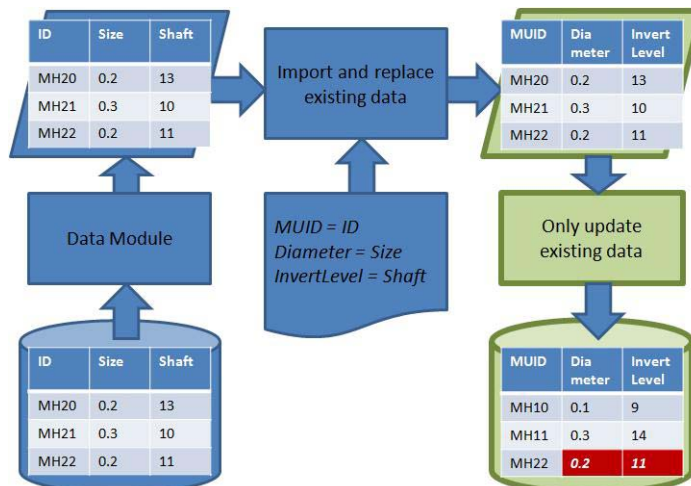 ID Size Shaft
MH20 0.2 13
MH21 0.3 10
MH22 0.2 11
Import and replace
existing data
MUID Dia Invert
meter Level
MH20 0.2 13
MH21 0.3 10
MH22 0.2 11
Data Module
MUID = ID
Diameter = Size
InvertLevel = Shaft
Only update
existing data
ID Size Shaft
MH20 0.2 13
MH21 0.3 10
MH22 0.2 11
MUID Dia Invert
meter Level
MH10 0.1 9
MH11 0.3 14
MH22 0.2 11